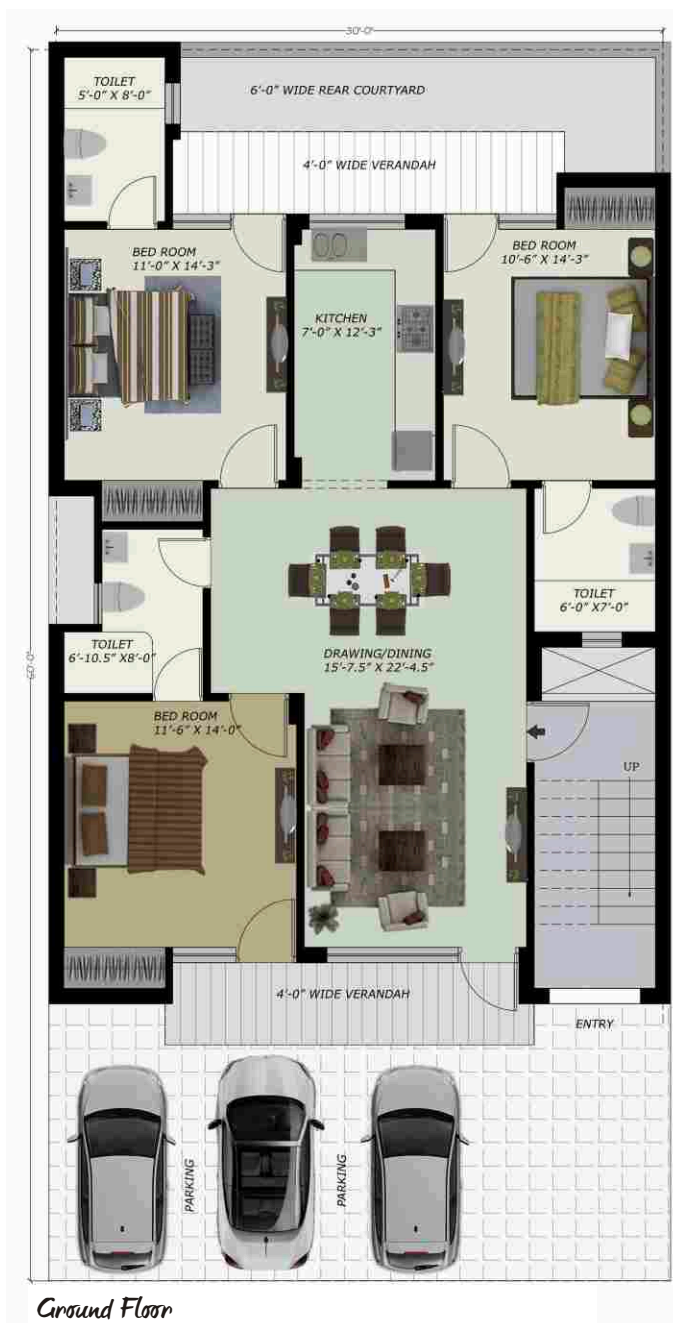 30'-0"
TOILET
5'-0" X 8'-0"
6'-0" WIDE REAR COURTYARD
4'-0" WIDE VERANDAH
BED ROOM
11'-0" X 14'-3"
BED ROOM
10'-6" X 14'-3"
KITCHEN
7'-0" X 12'-3"
TOILET
6'-0" X7'-0"
TOILET
6'-10.5" X8'-0"
DRAWING/DINING
15'-7.5" X 22'-4.5"
60'-0"
BED ROOM
11'-6" X 14'-0"
UP
4'-0" WIDE VERANDAH
ENTRY
PARKING
PARKING
Ground Floor